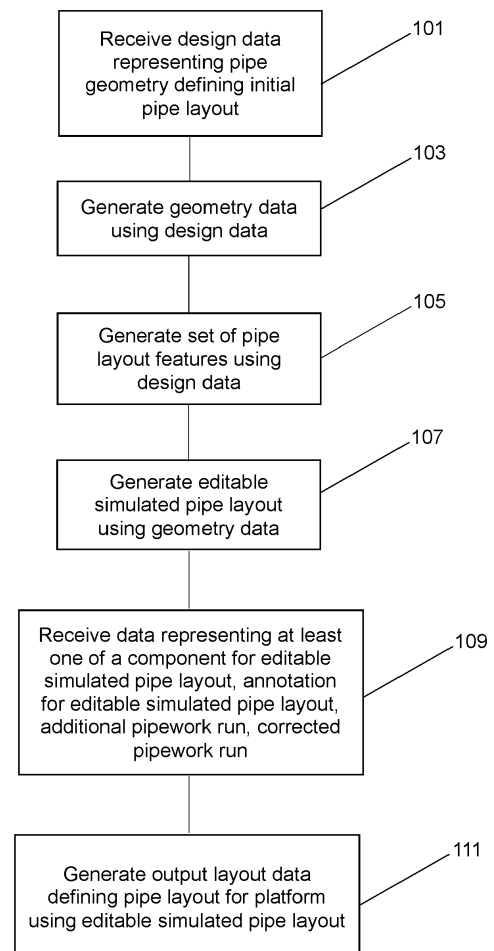 Receive design data
representing pipe
geometry defining initial
pipe layout
101
Generate geometry data
using design data
103
Generate set of pipe
layout features using
design data
105
Generate editable
simulated pipe layout
using geometry data
107
Receive data representing at least
one of a component for editable
simulated pipe layout, annotation
for editable simulated pipe layout,
additional pipework run, corrected
pipework run
109
Generate output layout data
defining pipe layout for platform
using editable simulated pipe layout
111